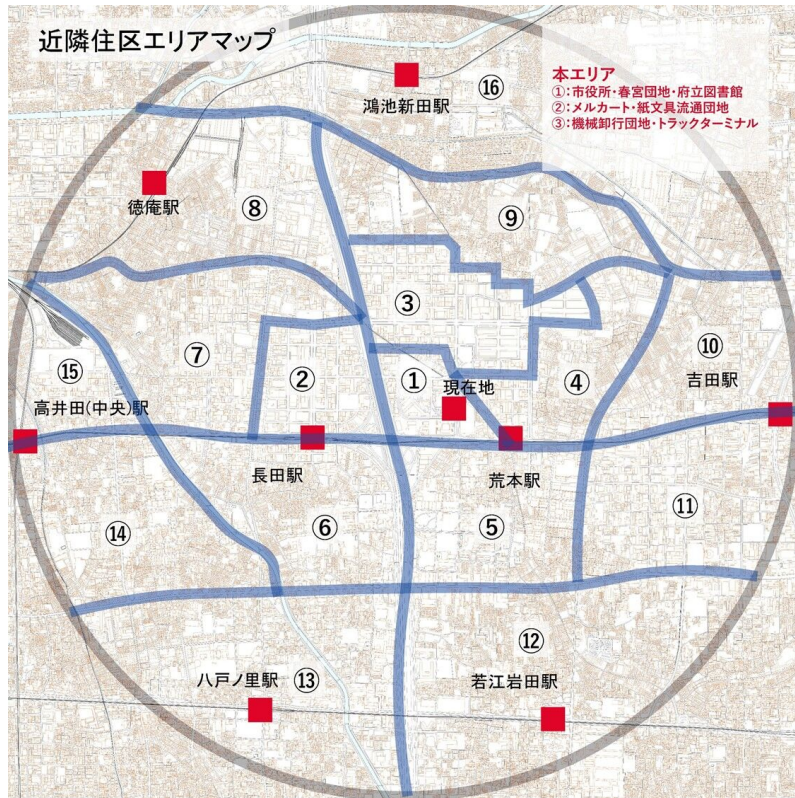 近隣住区エリアマップ
本エリア
①:市役所・春宮団地・府立図書館
②:メルカート・紙文具流通団地
③:機械卸行団地・トラックターミナル
鴻池新田駅
⑯
徳庵駅
⑧
⑨
③
⑦
⑩
⑮
②
①
現在地
④
吉田駅
高井田(中央)駅
長田駅
荒本駅
⑭
⑥
⑤
⑪
⑫
八戸ノ里駅
⑬
若江岩田駅